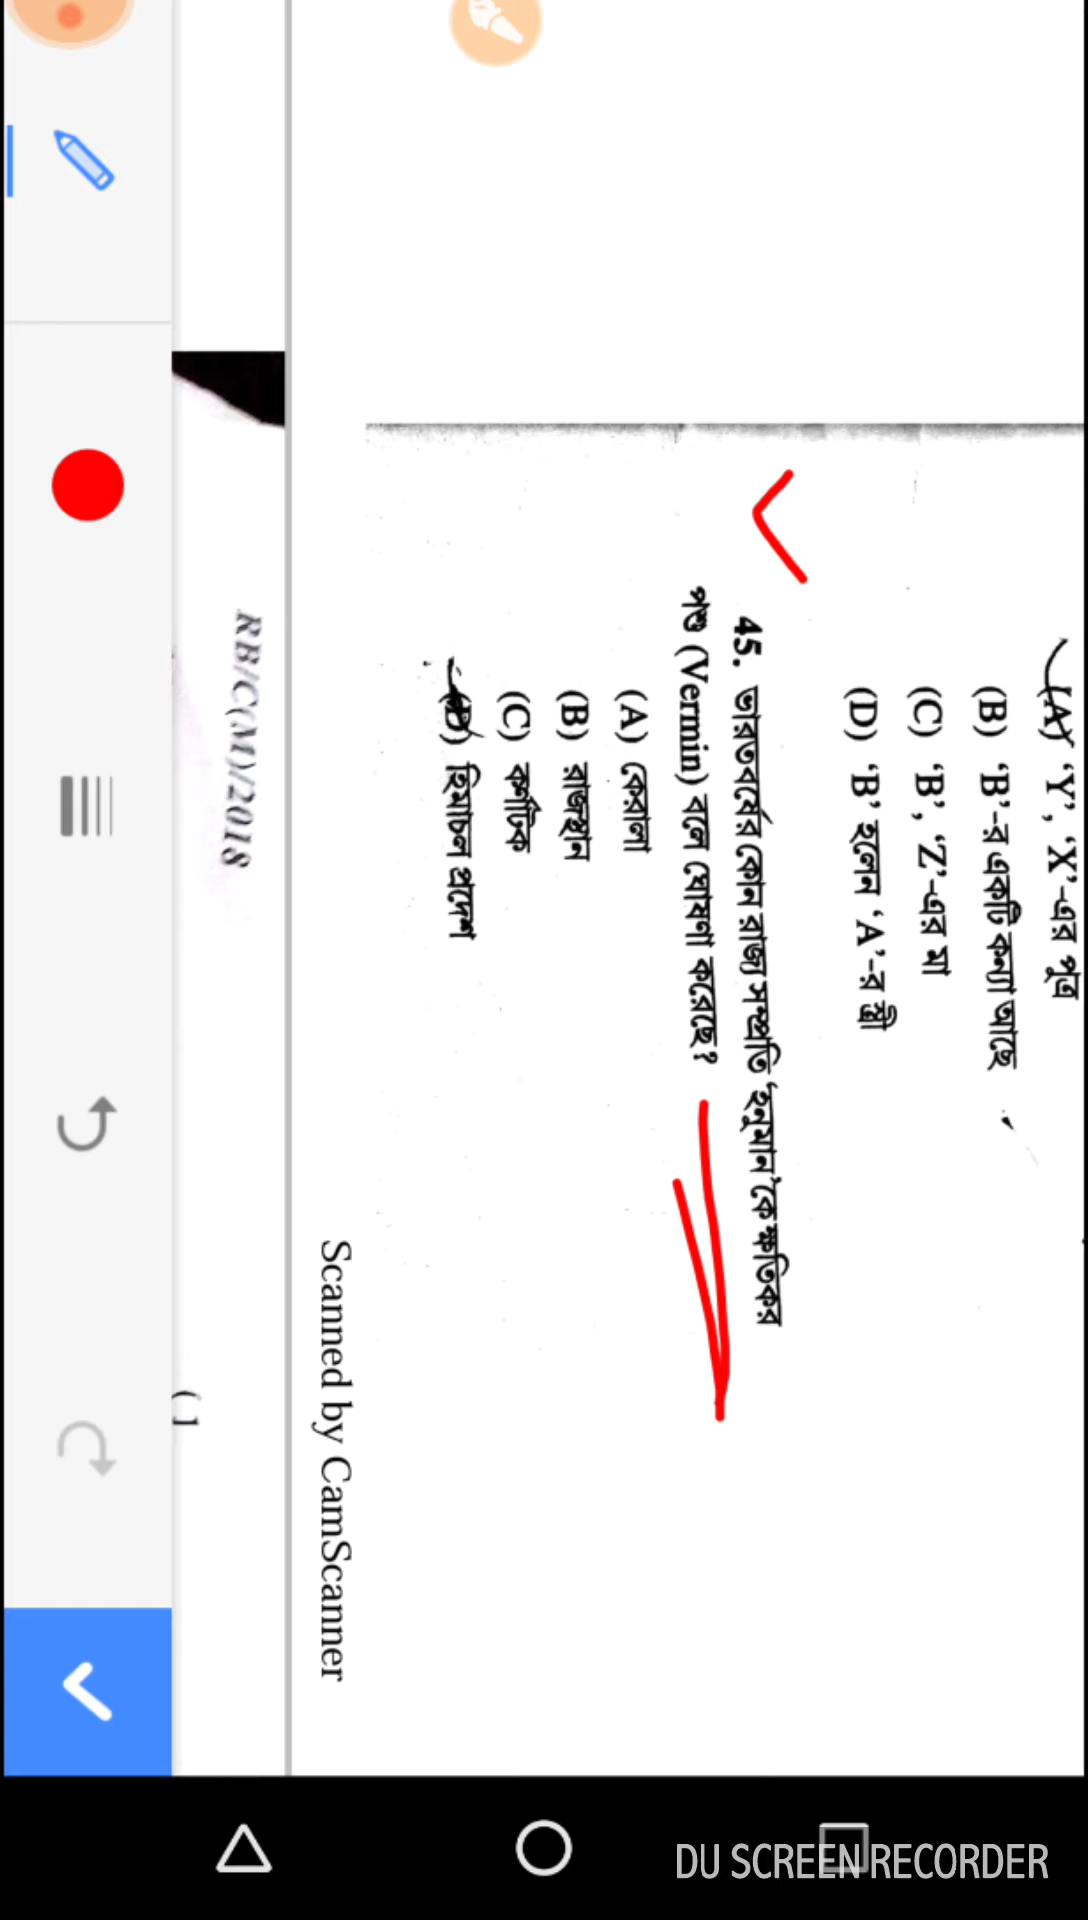 (A) ‘Y’, ‘X’-এর পুত্র
(B) ‘B’-র একটি কন্যা আছে
(C) ‘B’, ‘Z’-এর মা
(D) ‘B’ হলেন ‘A’-র স্ত্রী
45. ভারতবর্ষের কোন রাজ্য সম্প্রতি ‘হনুমান’কে ক্ষতিকর
পশু (Vermin) বলে ঘোষণা করেছে?
(A) কেরালা
(B) রাজস্থান
(C) কর্ণাটক
(D) হিমাচল প্রদেশ
Scanned by CamScanner
RB/C(M)/2018
( 1
DU SCREEN RECORDER